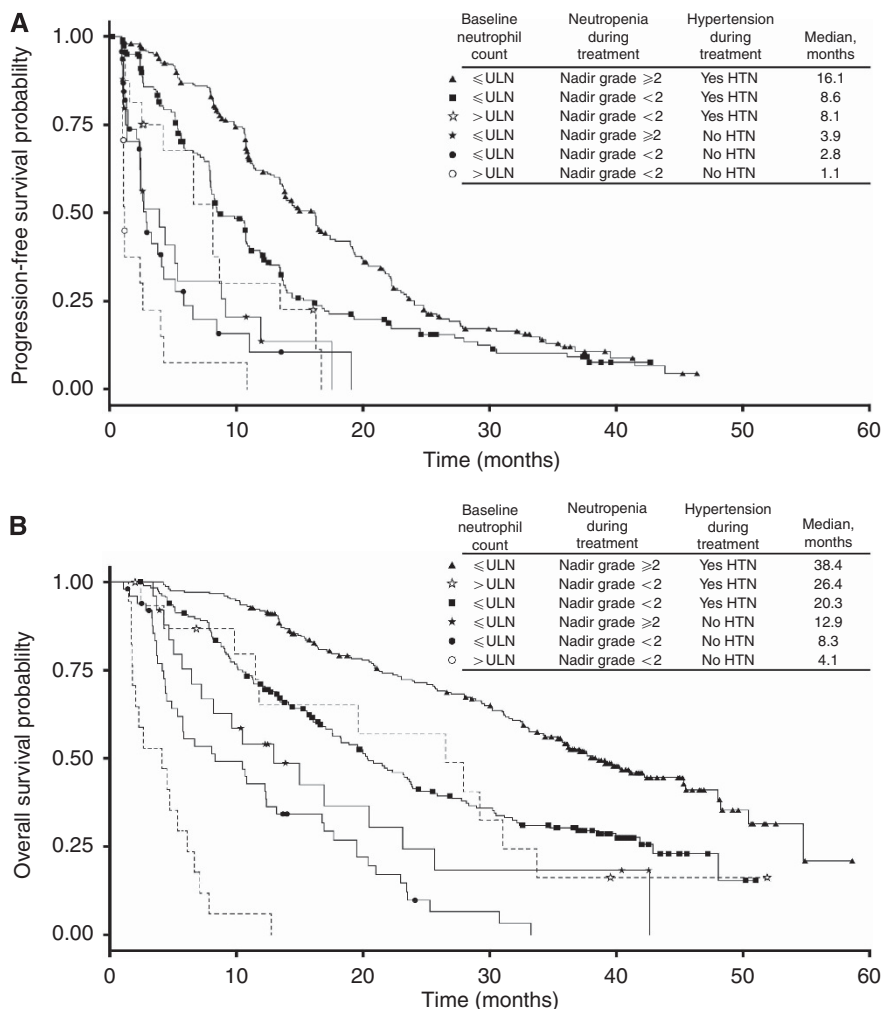 A
Baseline neutrophil count Neutropenia during treatment Hypertension during treatment Median, months
▲ ⩽ULN Nadir grade ⩾2 Yes HTN 16.1
■ ⩽ULN Nadir grade <2 Yes HTN 8.6
☆ >ULN Nadir grade <2 Yes HTN 8.1
★ ⩽ULN Nadir grade ⩾2 No HTN 3.9
● ⩽ULN Nadir grade <2 No HTN 2.8
○ >ULN Nadir grade <2 No HTN 1.1
Progression-free survival probability
1.00
0.75
0.50
0.25
0.00
0 10 20 30 40 50 60
Time (months)
B
Baseline neutrophil count Neutropenia during treatment Hypertension during treatment Median, months
▲ ⩽ULN Nadir grade ⩾2 Yes HTN 38.4
☆ >ULN Nadir grade <2 Yes HTN 26.4
■ ⩽ULN Nadir grade <2 Yes HTN 20.3
★ ⩽ULN Nadir grade ⩾2 No HTN 12.9
● ⩽ULN Nadir grade <2 No HTN 8.3
○ >ULN Nadir grade <2 No HTN 4.1
Overall survival probability
1.00
0.75
0.50
0.25
0.00
0 10 20 30 40 50 60
Time (months)